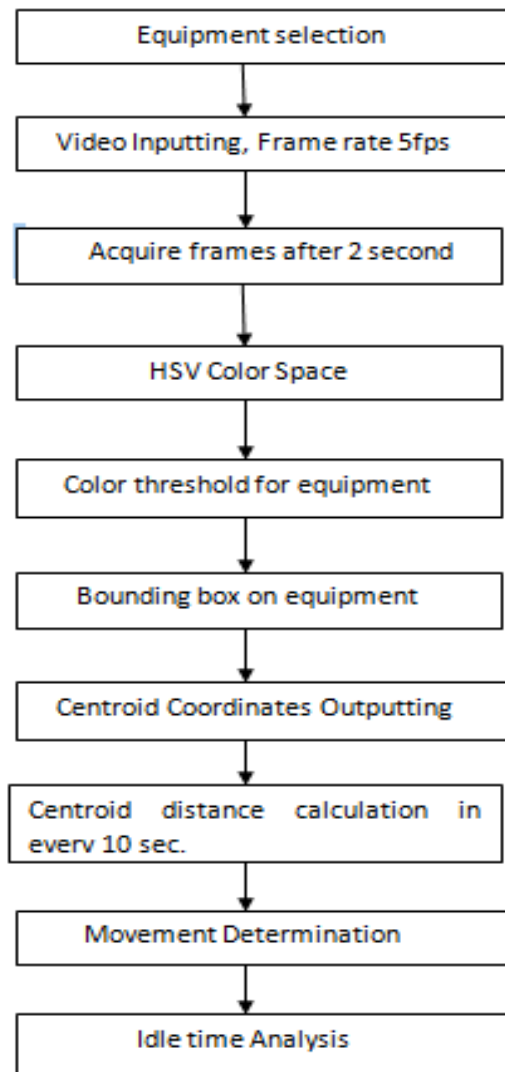 Equipment selection
Video Inputting, Frame rate 5fps
Acquire frames after 2 second
HSV Color Space
Color threshold for equipment
Bounding box on equipment
Centroid Coordinates Outputting
Centroid distance calculation in
every 10 sec.
Movement Determination
Idle time Analysis